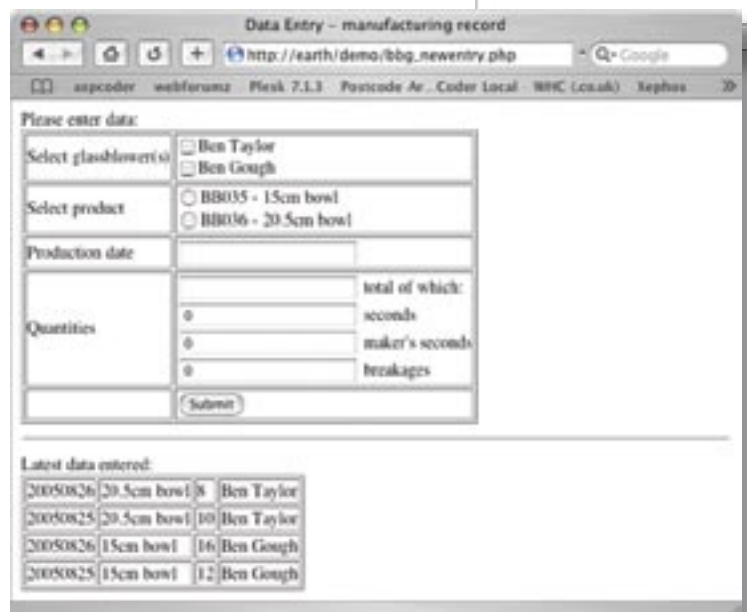 Data Entry – manufacturing record
http://earth/demo/bbg_newentry.php
Google
aspcoder webforumz Plesk 7.1.3 Postcode Ar...Coder Local WHC (.co.uk) Xephos
Please enter data:
Select glassblower(s)
Ben Taylor
Ben Gough
Select product
BB035 - 15cm bowl
BB036 - 20.5cm bowl
Production date
Quantities
total of which:
0 seconds
0 maker's seconds
0 breakages
Submit
Latest data entered:
20050826 20.5cm bowl 8 Ben Taylor
20050825 20.5cm bowl 10 Ben Taylor
20050826 15cm bowl 16 Ben Gough
20050825 15cm bowl 12 Ben Gough